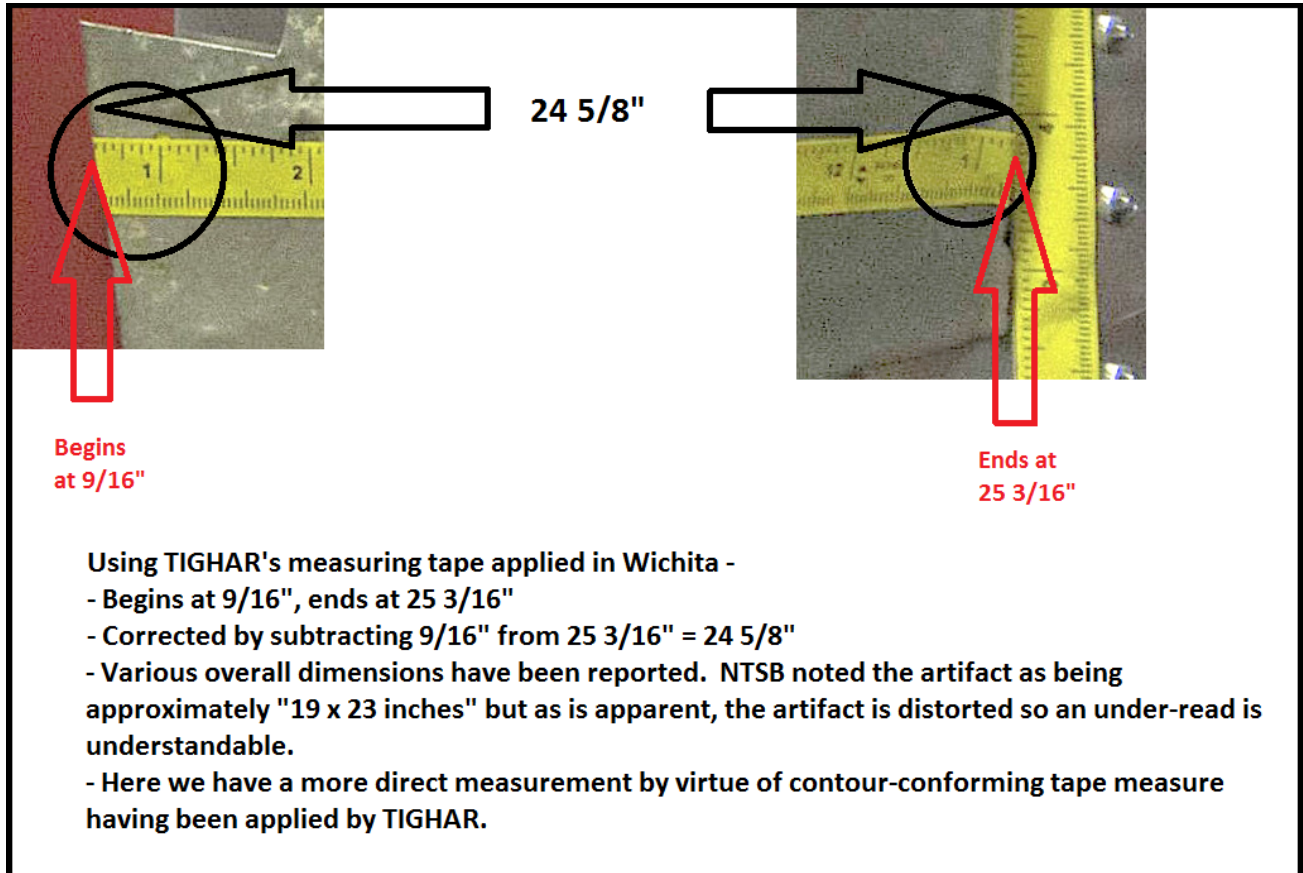 24 5/8"
1
2
1
Begins
at 9/16"
Ends at
25 3/16"
Using TIGHAR's measuring tape applied in Wichita -
- Begins at 9/16", ends at 25 3/16"
- Corrected by subtracting 9/16" from 25 3/16" = 24 5/8"
- Various overall dimensions have been reported.  NTSB noted the artifact as being
approximately "19 x 23 inches" but as is apparent, the artifact is distorted so an under-read is
understandable.
- Here we have a more direct measurement by virtue of contour-conforming tape measure
having been applied by TIGHAR.